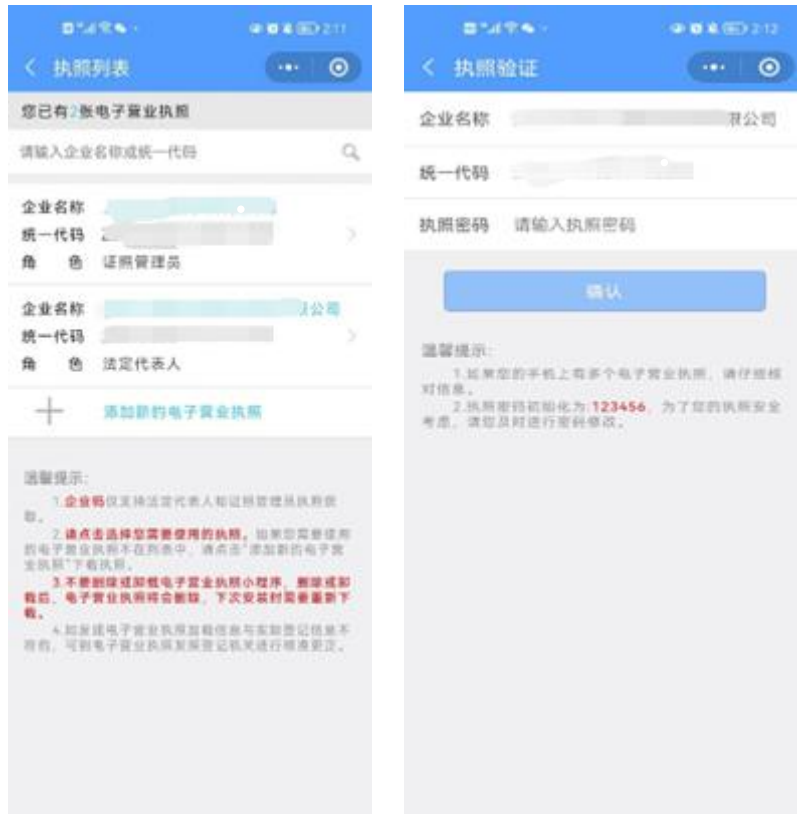 2:11
执照列表
您已有2张电子营业执照
请输入企业名称或统一代码
企业名称
统一代码
角 色 证照管理员
企业名称 限公司
统一代码
角 色 法定代表人
添加新的电子营业执照
温馨提示:
1.企业码仅支持法定代表人和证照管理员执照获
取。
2.请点击选择您需要使用的执照。如果您需要使用
的电子营业执照不在列表中，请点击“添加新的电子营
业执照”下载执照。
3.不要删除或卸载电子营业执照小程序，删除或卸
载后，电子营业执照将会删除，下次安装时需要重新下
载。
4.如发现电子营业执照加载信息与实际登记信息不
符的，可到电子营业执照发照登记机关进行核准更正。
2:12
执照验证
企业名称 限公司
统一代码
执照密码 请输入执照密码
确认
温馨提示:
1.如果您的手机上有多个电子营业执照，请仔细核
对信息。
2.执照密码初始化为:123456，为了您的执照安全
考虑，请您及时进行密码修改。